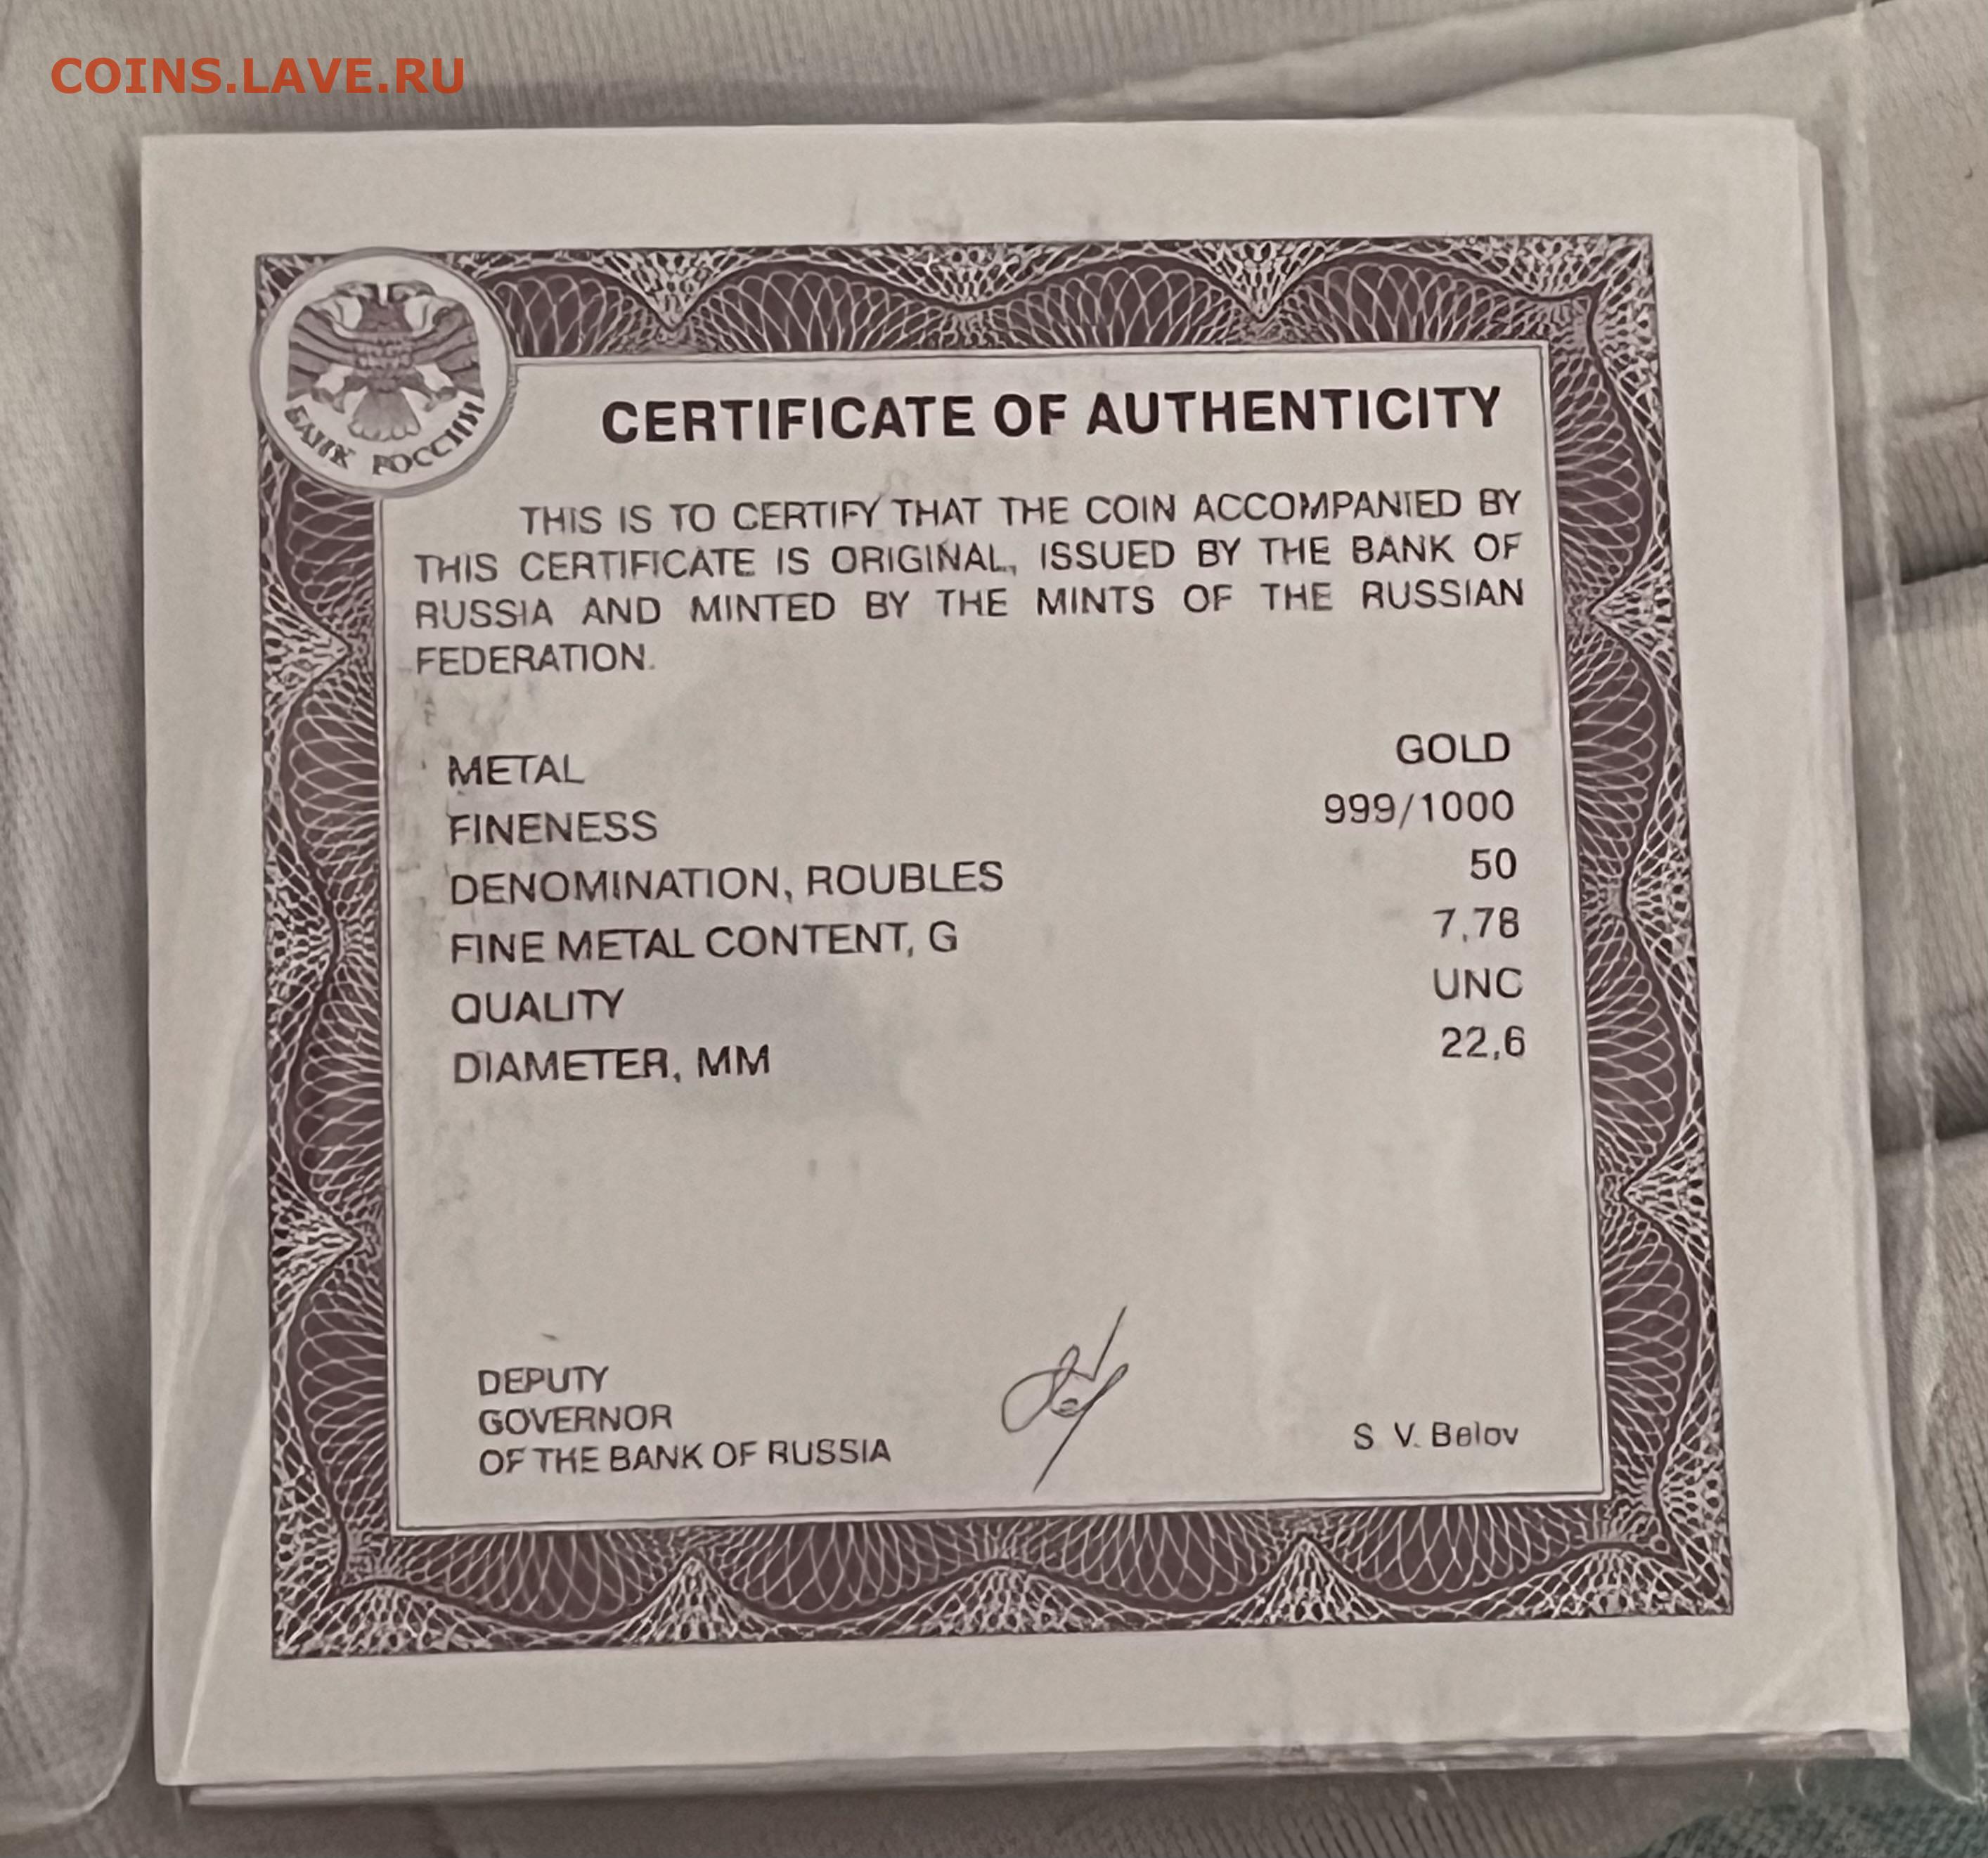 COINS.LAVE.RU
БАНК РОССИИ
CERTIFICATE OF AUTHENTICITY
THIS IS TO CERTIFY THAT THE COIN ACCOMPANIED BY
THIS CERTIFICATE IS ORIGINAL, ISSUED BY THE BANK OF
RUSSIA AND MINTED BY THE MINTS OF THE RUSSIAN
FEDERATION.
METAL GOLD
FINENESS 999/1000
DENOMINATION, ROUBLES 50
FINE METAL CONTENT, G 7,78
QUALITY UNC
DIAMETER, MM 22,6
DEPUTY
GOVERNOR
OF THE BANK OF RUSSIA
S. V. Belov